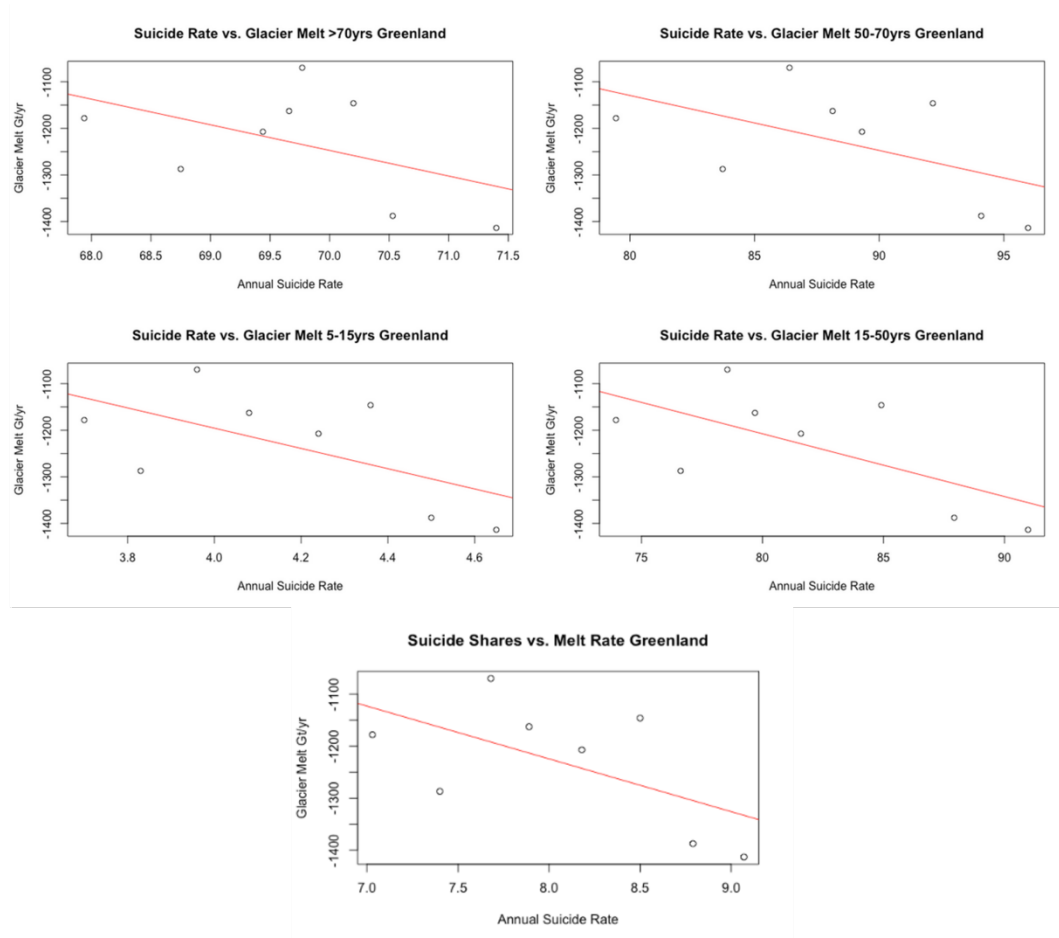 Suicide Rate vs. Glacier Melt >70yrs Greenland
Glacier Melt Gt/yr
-1100
-1200
-1300
-1400
68.0 68.5 69.0 69.5 70.0 70.5 71.0 71.5
Annual Suicide Rate
Suicide Rate vs. Glacier Melt 50-70yrs Greenland
Glacier Melt Gt/yr
-1100
-1200
-1300
-1400
80 85 90 95
Annual Suicide Rate
Suicide Rate vs. Glacier Melt 5-15yrs Greenland
Glacier Melt Gt/yr
-1100
-1200
-1300
-1400
3.8 4.0 4.2 4.4 4.6
Annual Suicide Rate
Suicide Rate vs. Glacier Melt 15-50yrs Greenland
Glacier Melt Gt/yr
-1100
-1200
-1300
-1400
75 80 85 90
Annual Suicide Rate
Suicide Shares vs. Melt Rate Greenland
Glacier Melt Gt/yr
-1100
-1200
-1300
-1400
7.0 7.5 8.0 8.5 9.0
Annual Suicide Rate